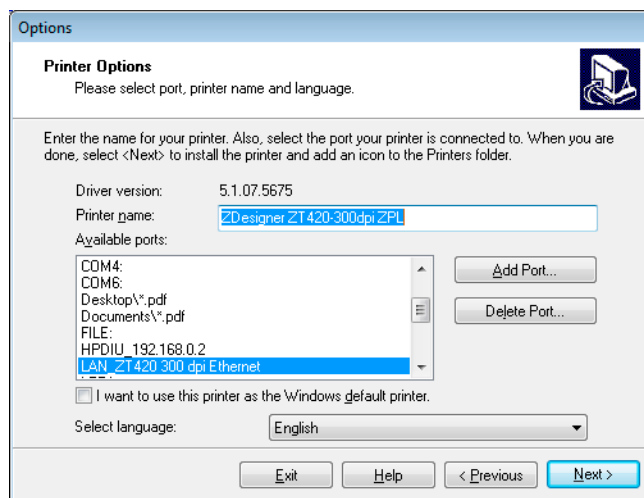 Options
Printer Options
Please select port, printer name and language.
Enter the name for your printer. Also, select the port your printer is connected to. When you are
done, select <Next> to install the printer and add an icon to the Printers folder.
Driver version: 5.1.07.5675
Printer name: ZDesigner ZT420-300dpi ZPL
Available ports:
COM4:
COM6:
Desktop\*.pdf
Documents\*.pdf
FILE:
HPDIU_192.168.0.2
LAN_ZT420 300 dpi Ethernet
Add Port...
Delete Port...
I want to use this printer as the Windows default printer.
Select language: English
Exit Help < Previous Next >